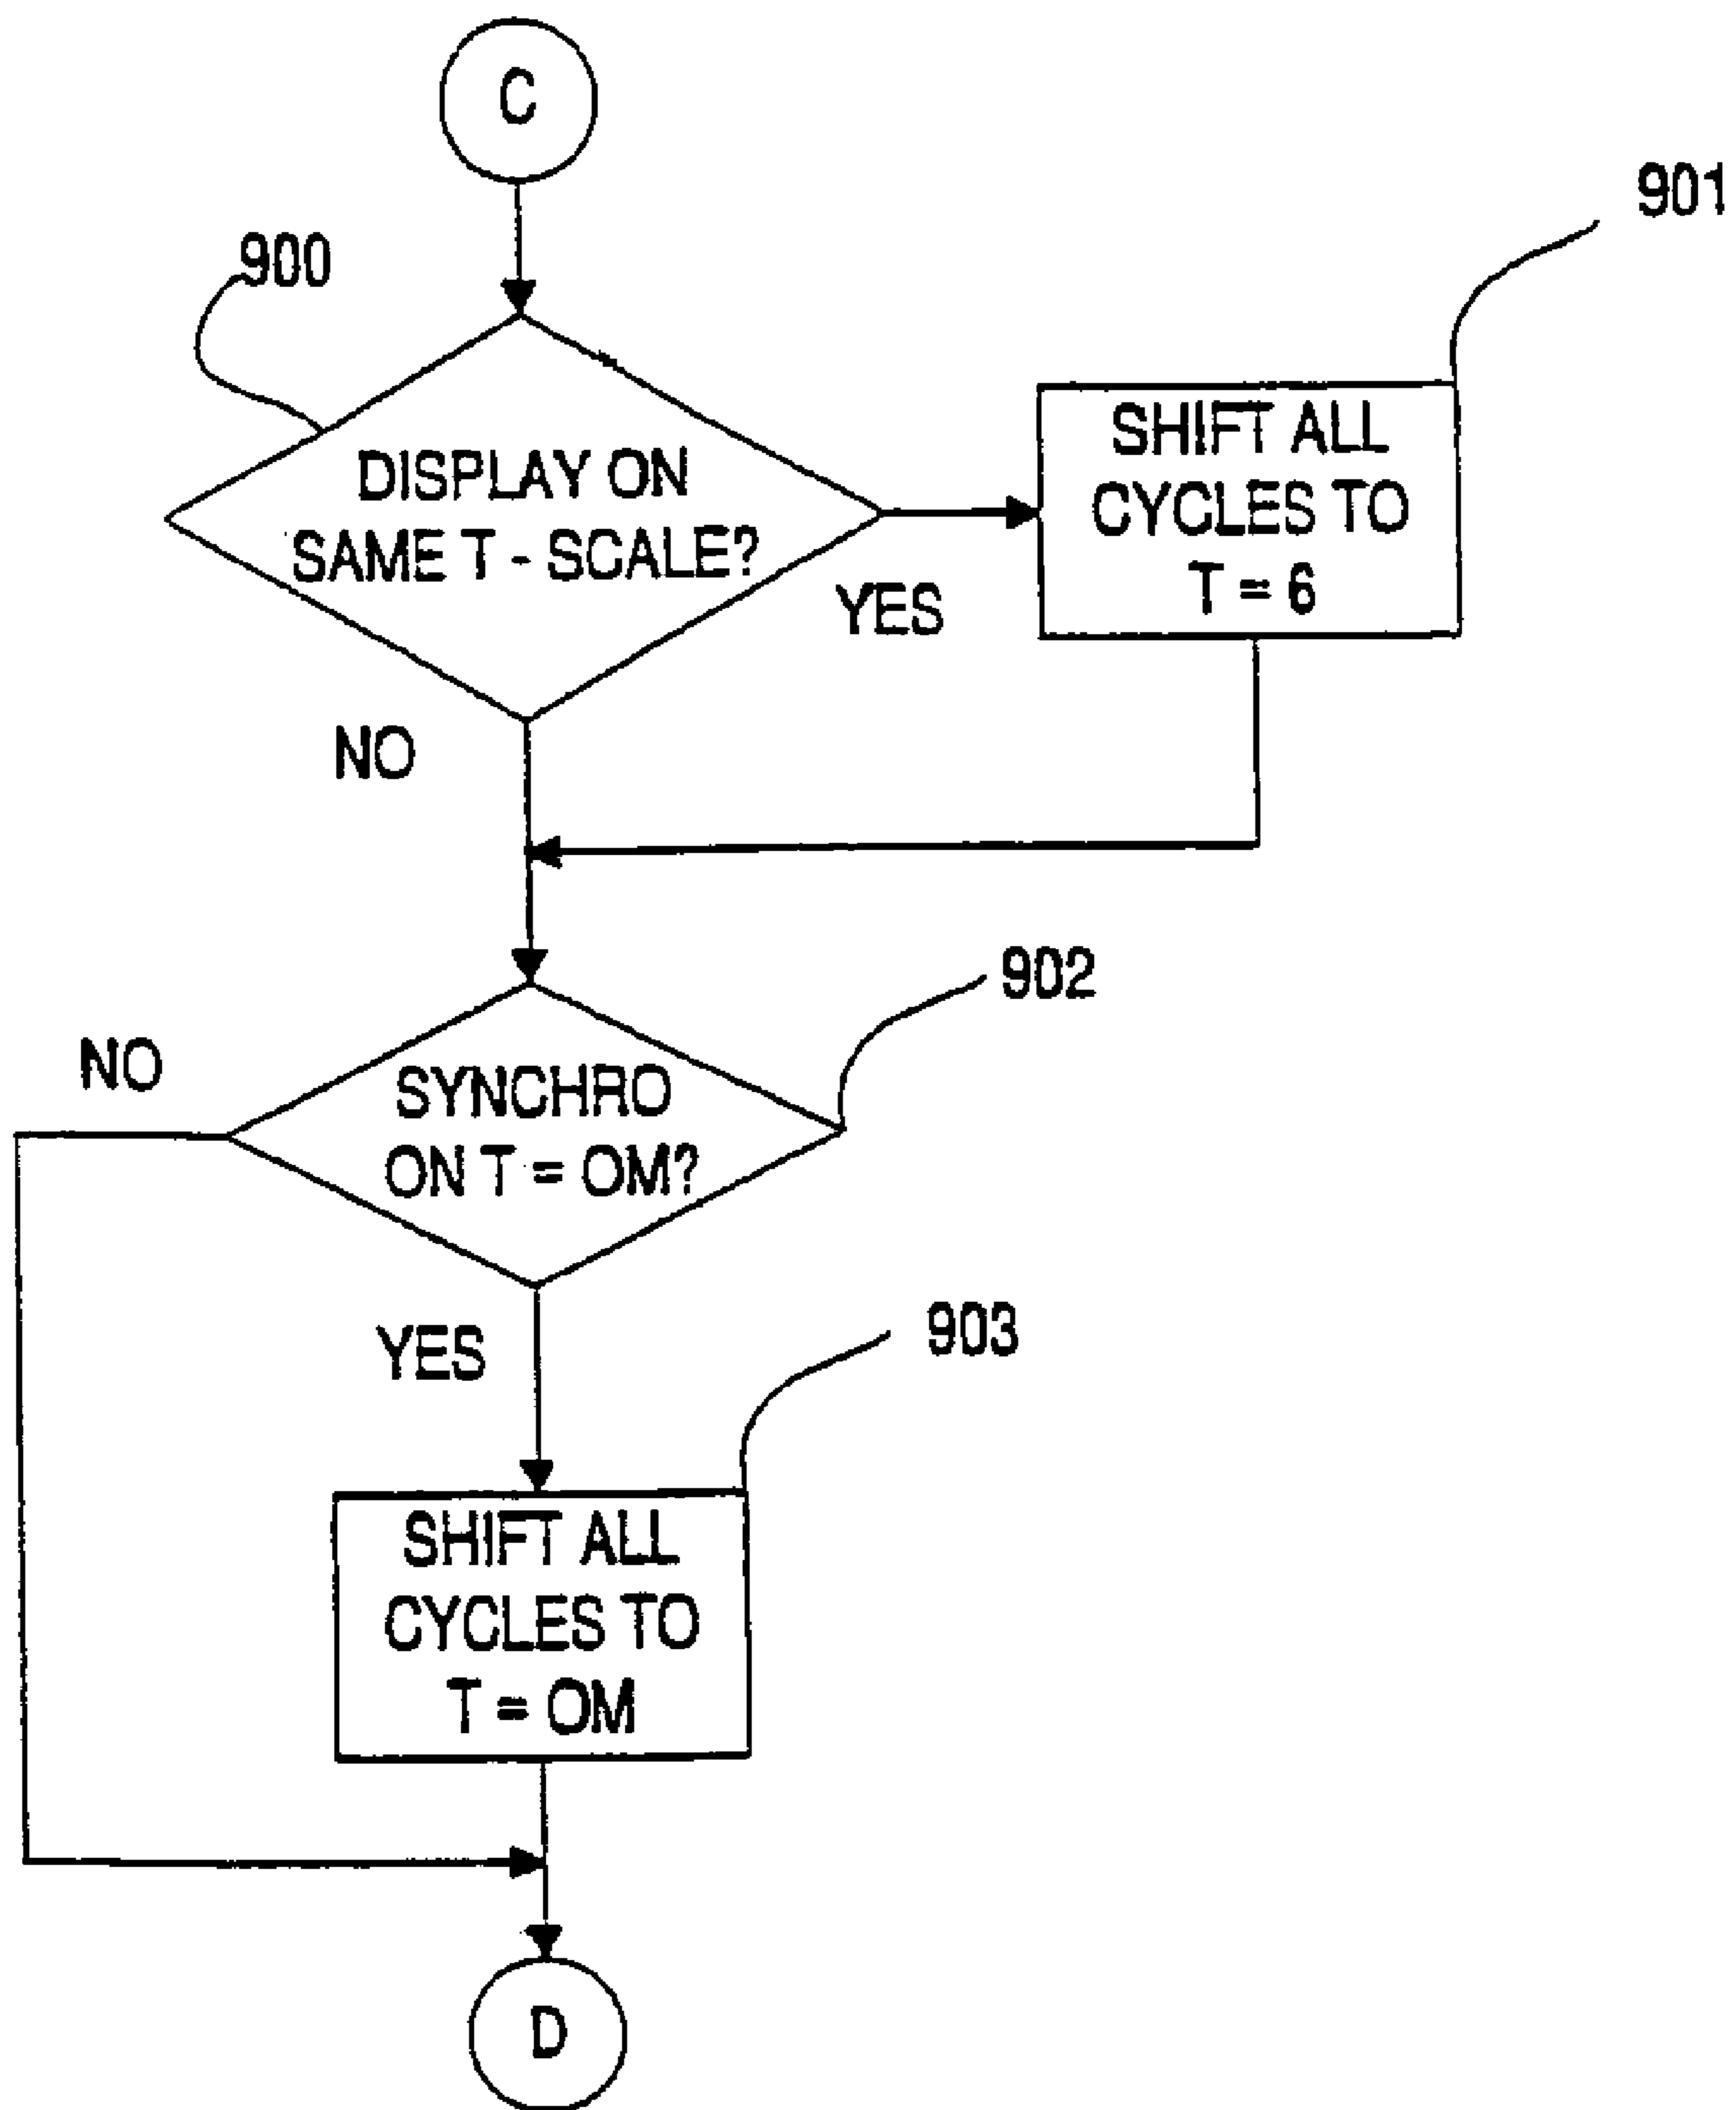 C
900
901
DISPLAY ON
SAME T - SCALE?
SHIFT ALL
CYCLES TO
T = 6
YES
NO
902
NO
SYNCHRO
ON T = OM?
YES
903
SHIFT ALL
CYCLES TO
T = OM
D